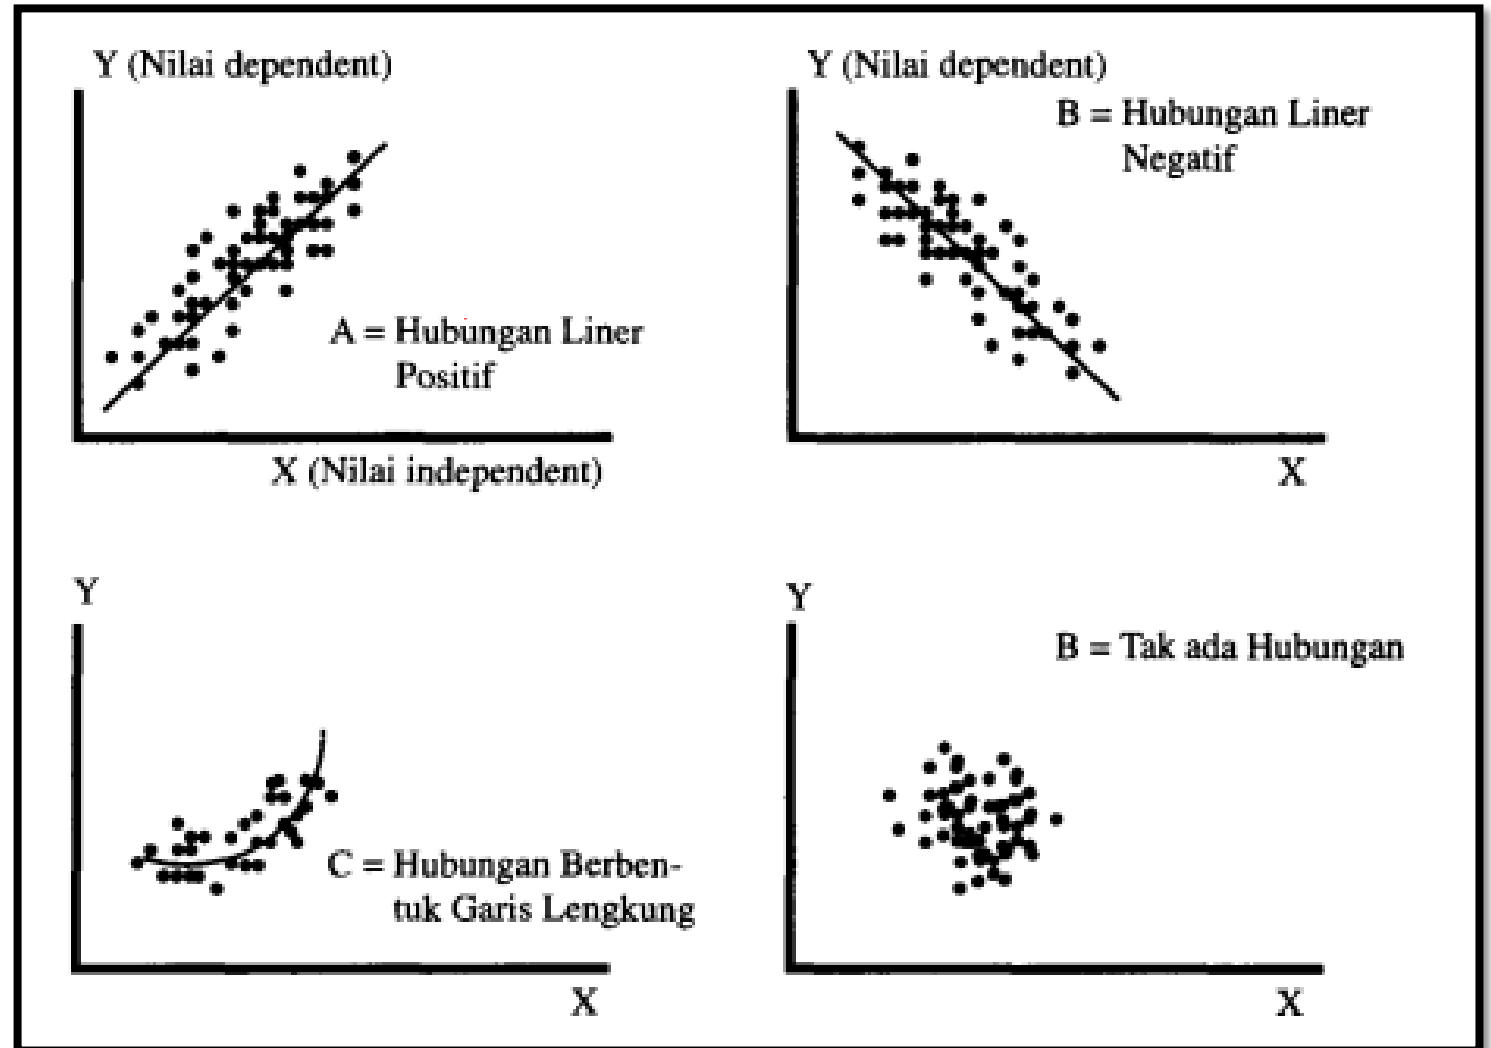 Y (Nilai dependent)
A = Hubungan Liner
Positif
X (Nilai independent)
Y (Nilai dependent)
B = Hubungan Liner
Negatif
X
Y
C = Hubungan Berben-
tuk Garis Lengkung
X
Y
B = Tak ada Hubungan
X